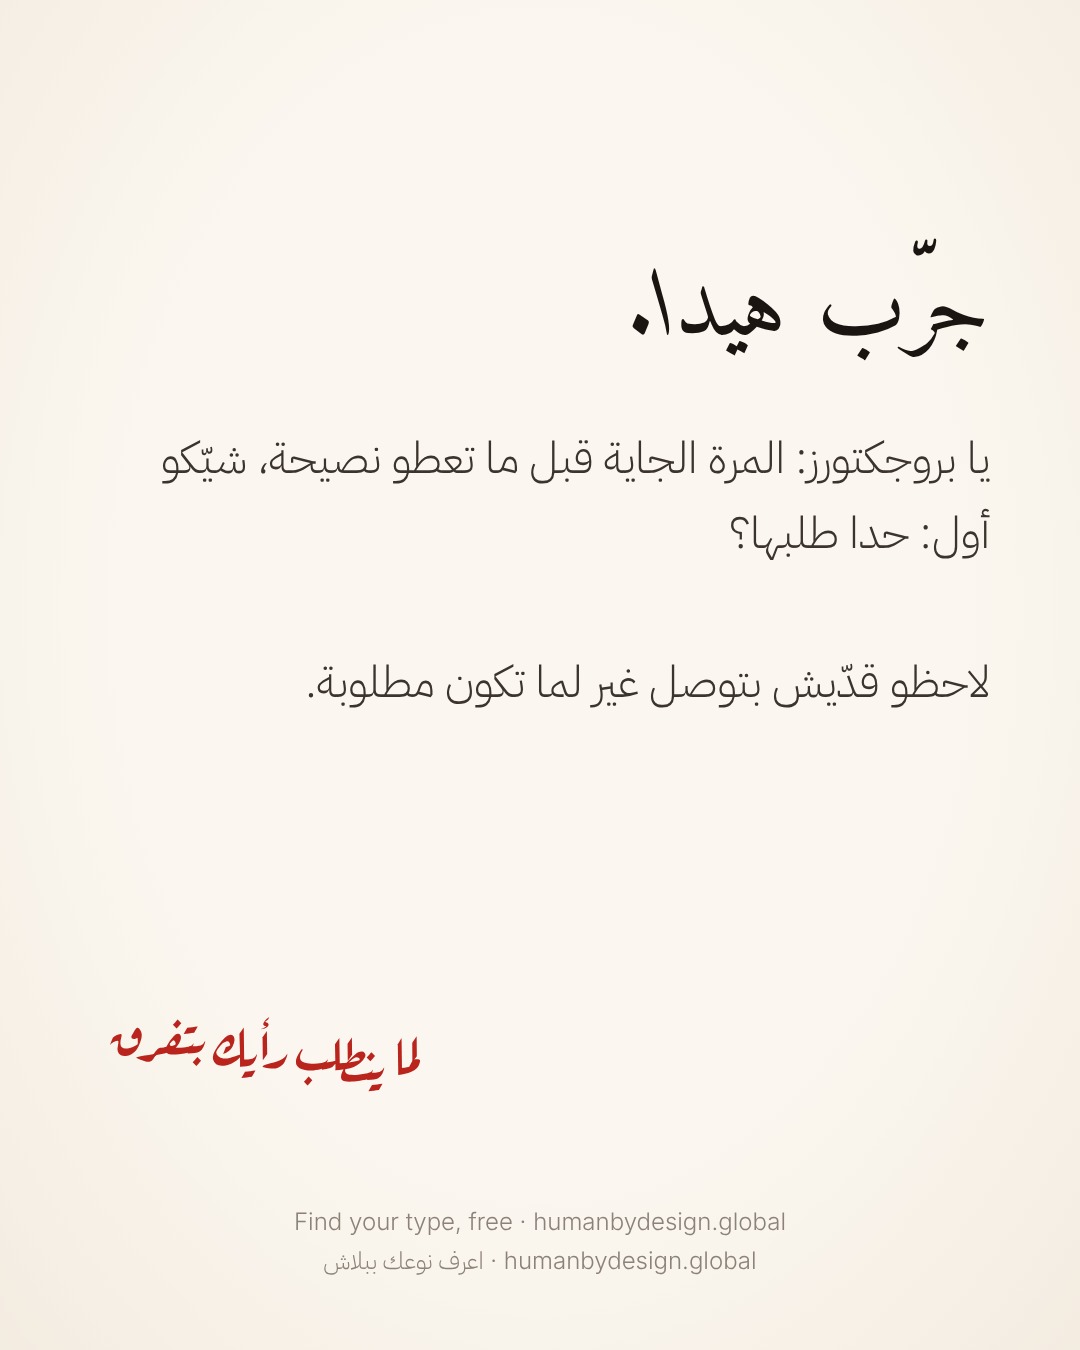 جرّب هيدا.
يا بروجكتورز: المرة الجاية قبل ما تعطو نصيحة، شيّكو
أول: حدا طلبها؟
لاحظو قدّيش بتوصل غير لما تكون مطلوبة.
لما ينطلب رأيك بتفرق
Find your type, free · humanbydesign.global
اعرف نوعك ببلاش · humanbydesign.global